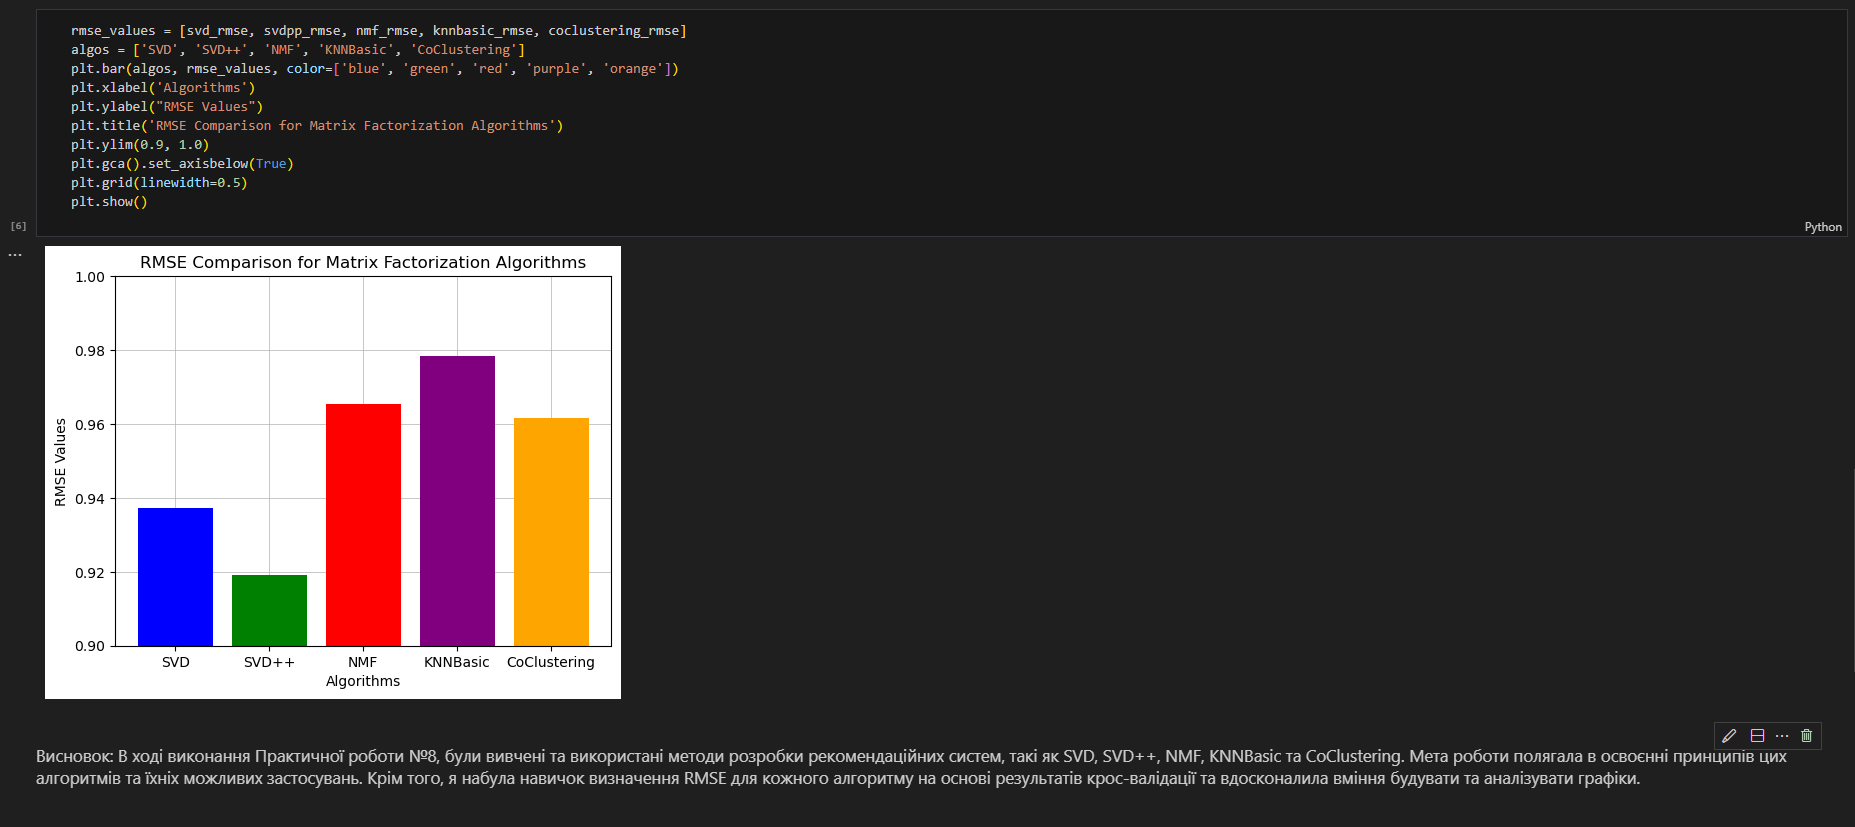 rmse_values = [svd_rmse, svdpp_rmse, nmf_rmse, knnbasic_rmse, coclustering_rmse]
algos = ['SVD', 'SVD++', 'NMF', 'KNNBasic', 'CoClustering']
plt.bar(algos, rmse_values, color=['blue', 'green', 'red', 'purple', 'orange'])
plt.xlabel('Algorithms')
plt.ylabel("RMSE Values")
plt.title('RMSE Comparison for Matrix Factorization Algorithms')
plt.ylim(0.9, 1.0)
plt.gca().set_axisbelow(True)
plt.grid(linewidth=0.5)
plt.show()
[6]
Python
RMSE Comparison for Matrix Factorization Algorithms
1.00
0.98
0.96
0.94
0.92
0.90
RMSE Values
SVD SVD++ NMF KNNBasic CoClustering
Algorithms
Висновок: В ході виконання Практичної роботи №8, були вивчені та використані методи розробки рекомендаційних систем, такі як SVD, SVD++, NMF, KNNBasic та CoClustering. Мета роботи полягала в освоєнні принципів цих
алгоритмів та їхніх можливих застосувань. Крім того, я набула навичок визначення RMSE для кожного алгоритму на основі результатів крос-валідації та вдосконалила вміння будувати та аналізувати графіки.